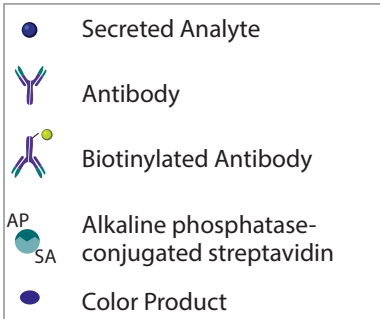 Secreted Analyte
Antibody
Biotinylated Antibody
AP
SA
Alkaline phosphatase-
conjugated streptavidin
Color Product